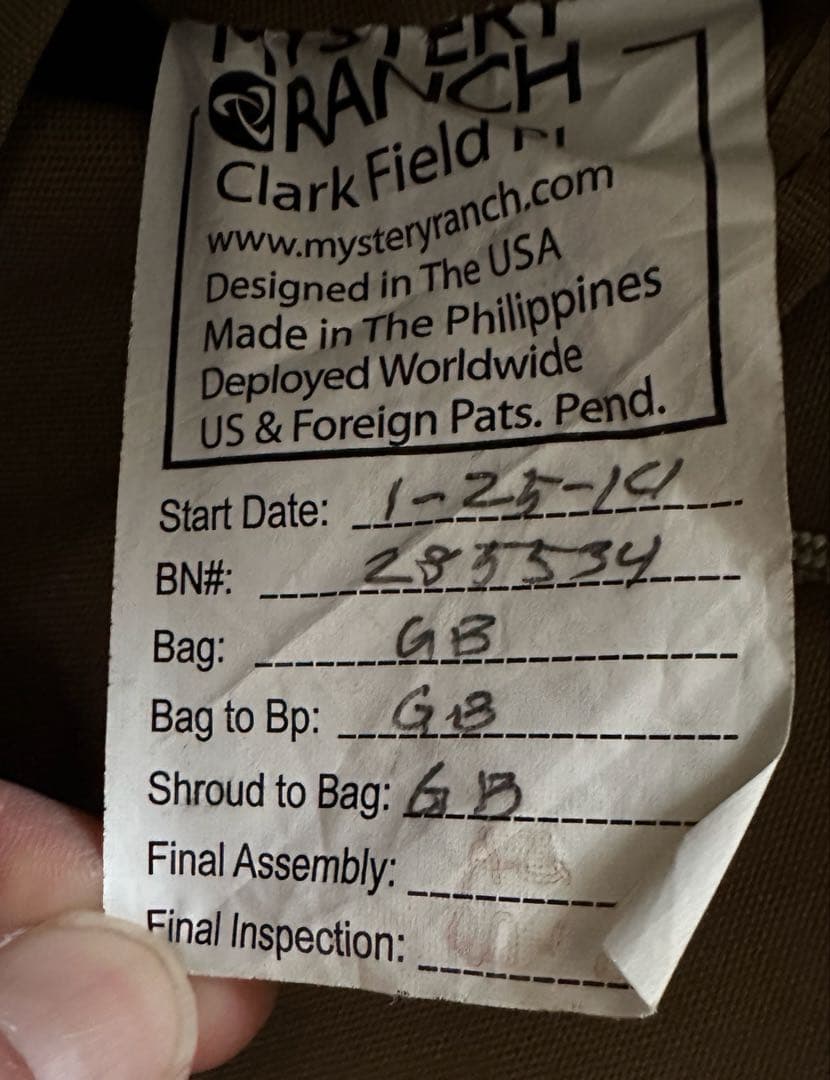 MYSTERY
RANCH
Clark Field PI
www.mysteryranch.com
Designed in The USA
Made in The Philippines
Deployed Worldwide
US & Foreign Pats. Pend.
Start Date: 1-25-14
BN#:
Bag: GB
Bag to Bp: GB
Shroud to Bag: GB
Final Assembly:
Final Inspection: